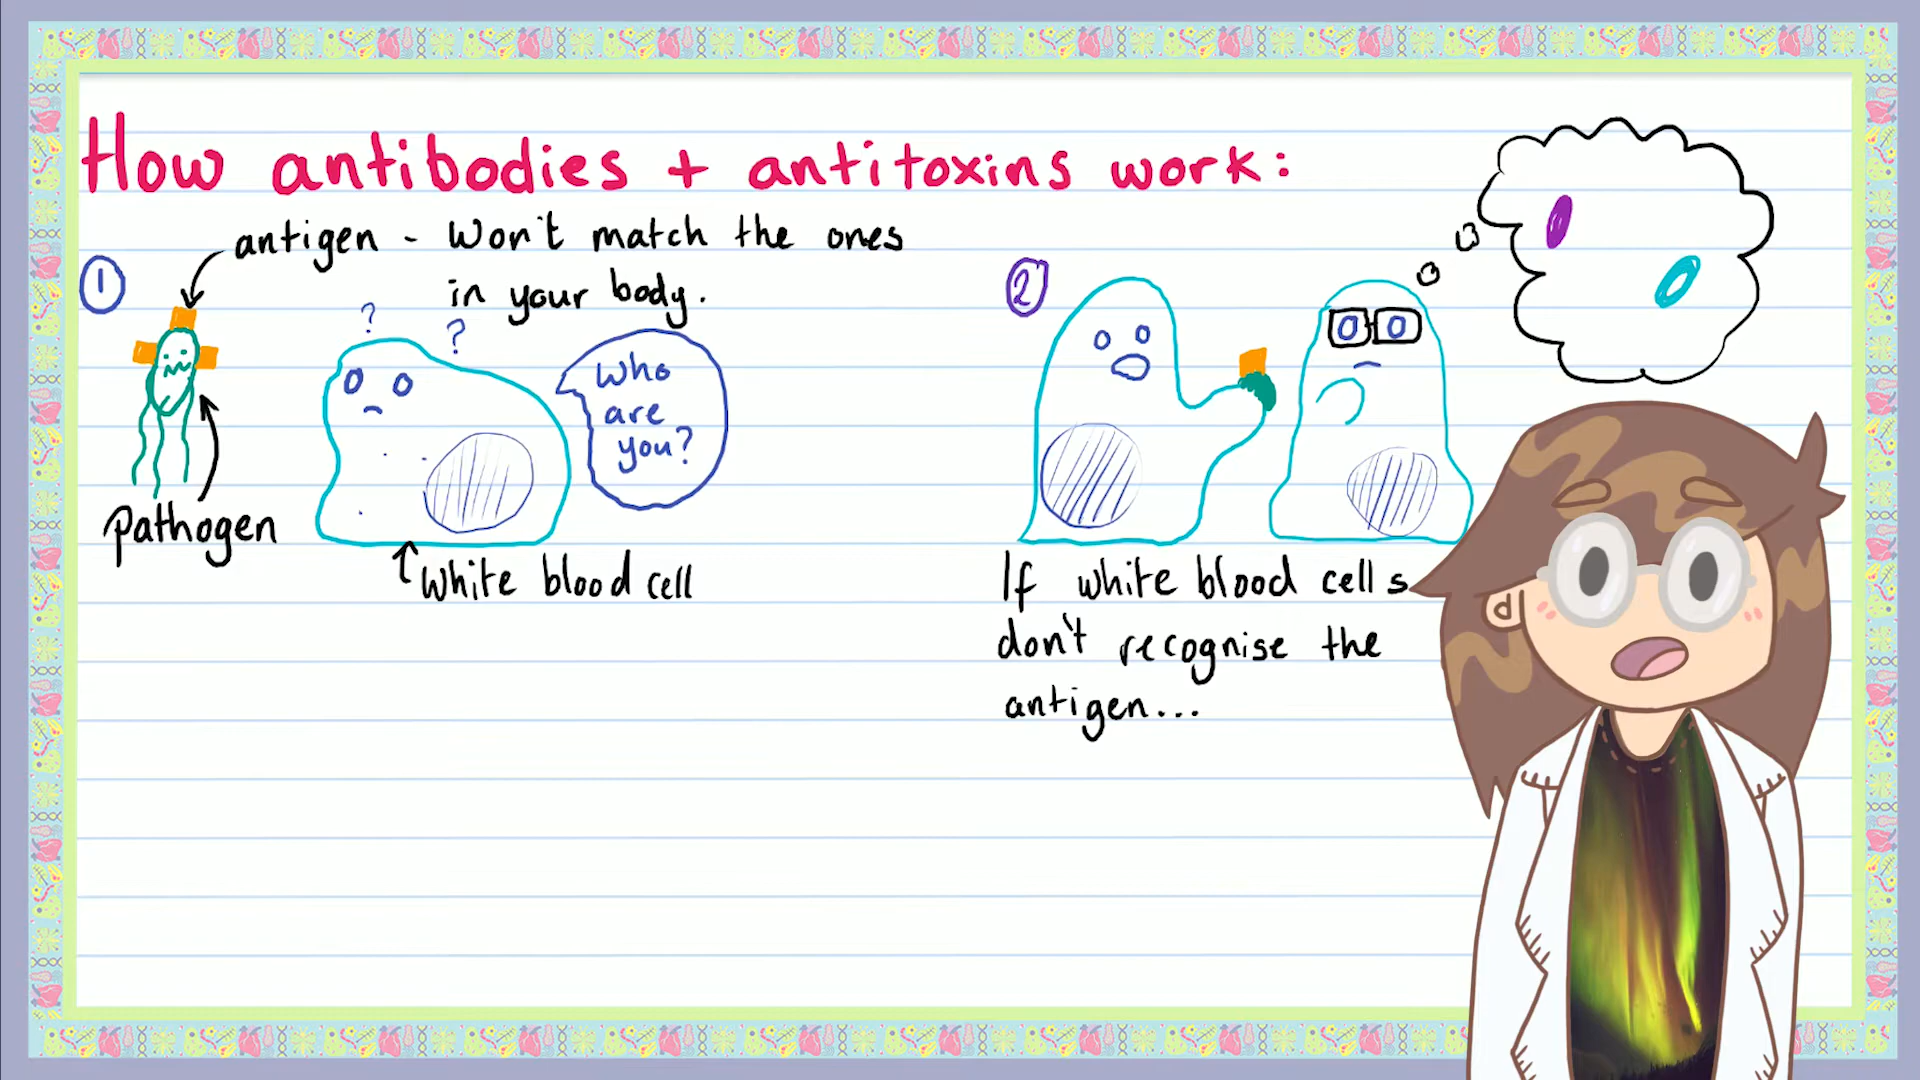 How antibodies + antitoxins work:
antigen - Won't match the ones
in your body.
1
? ?
Who
are
you?
pathogen
White blood cell
2
If white blood cells
don't recognise the
antigen...